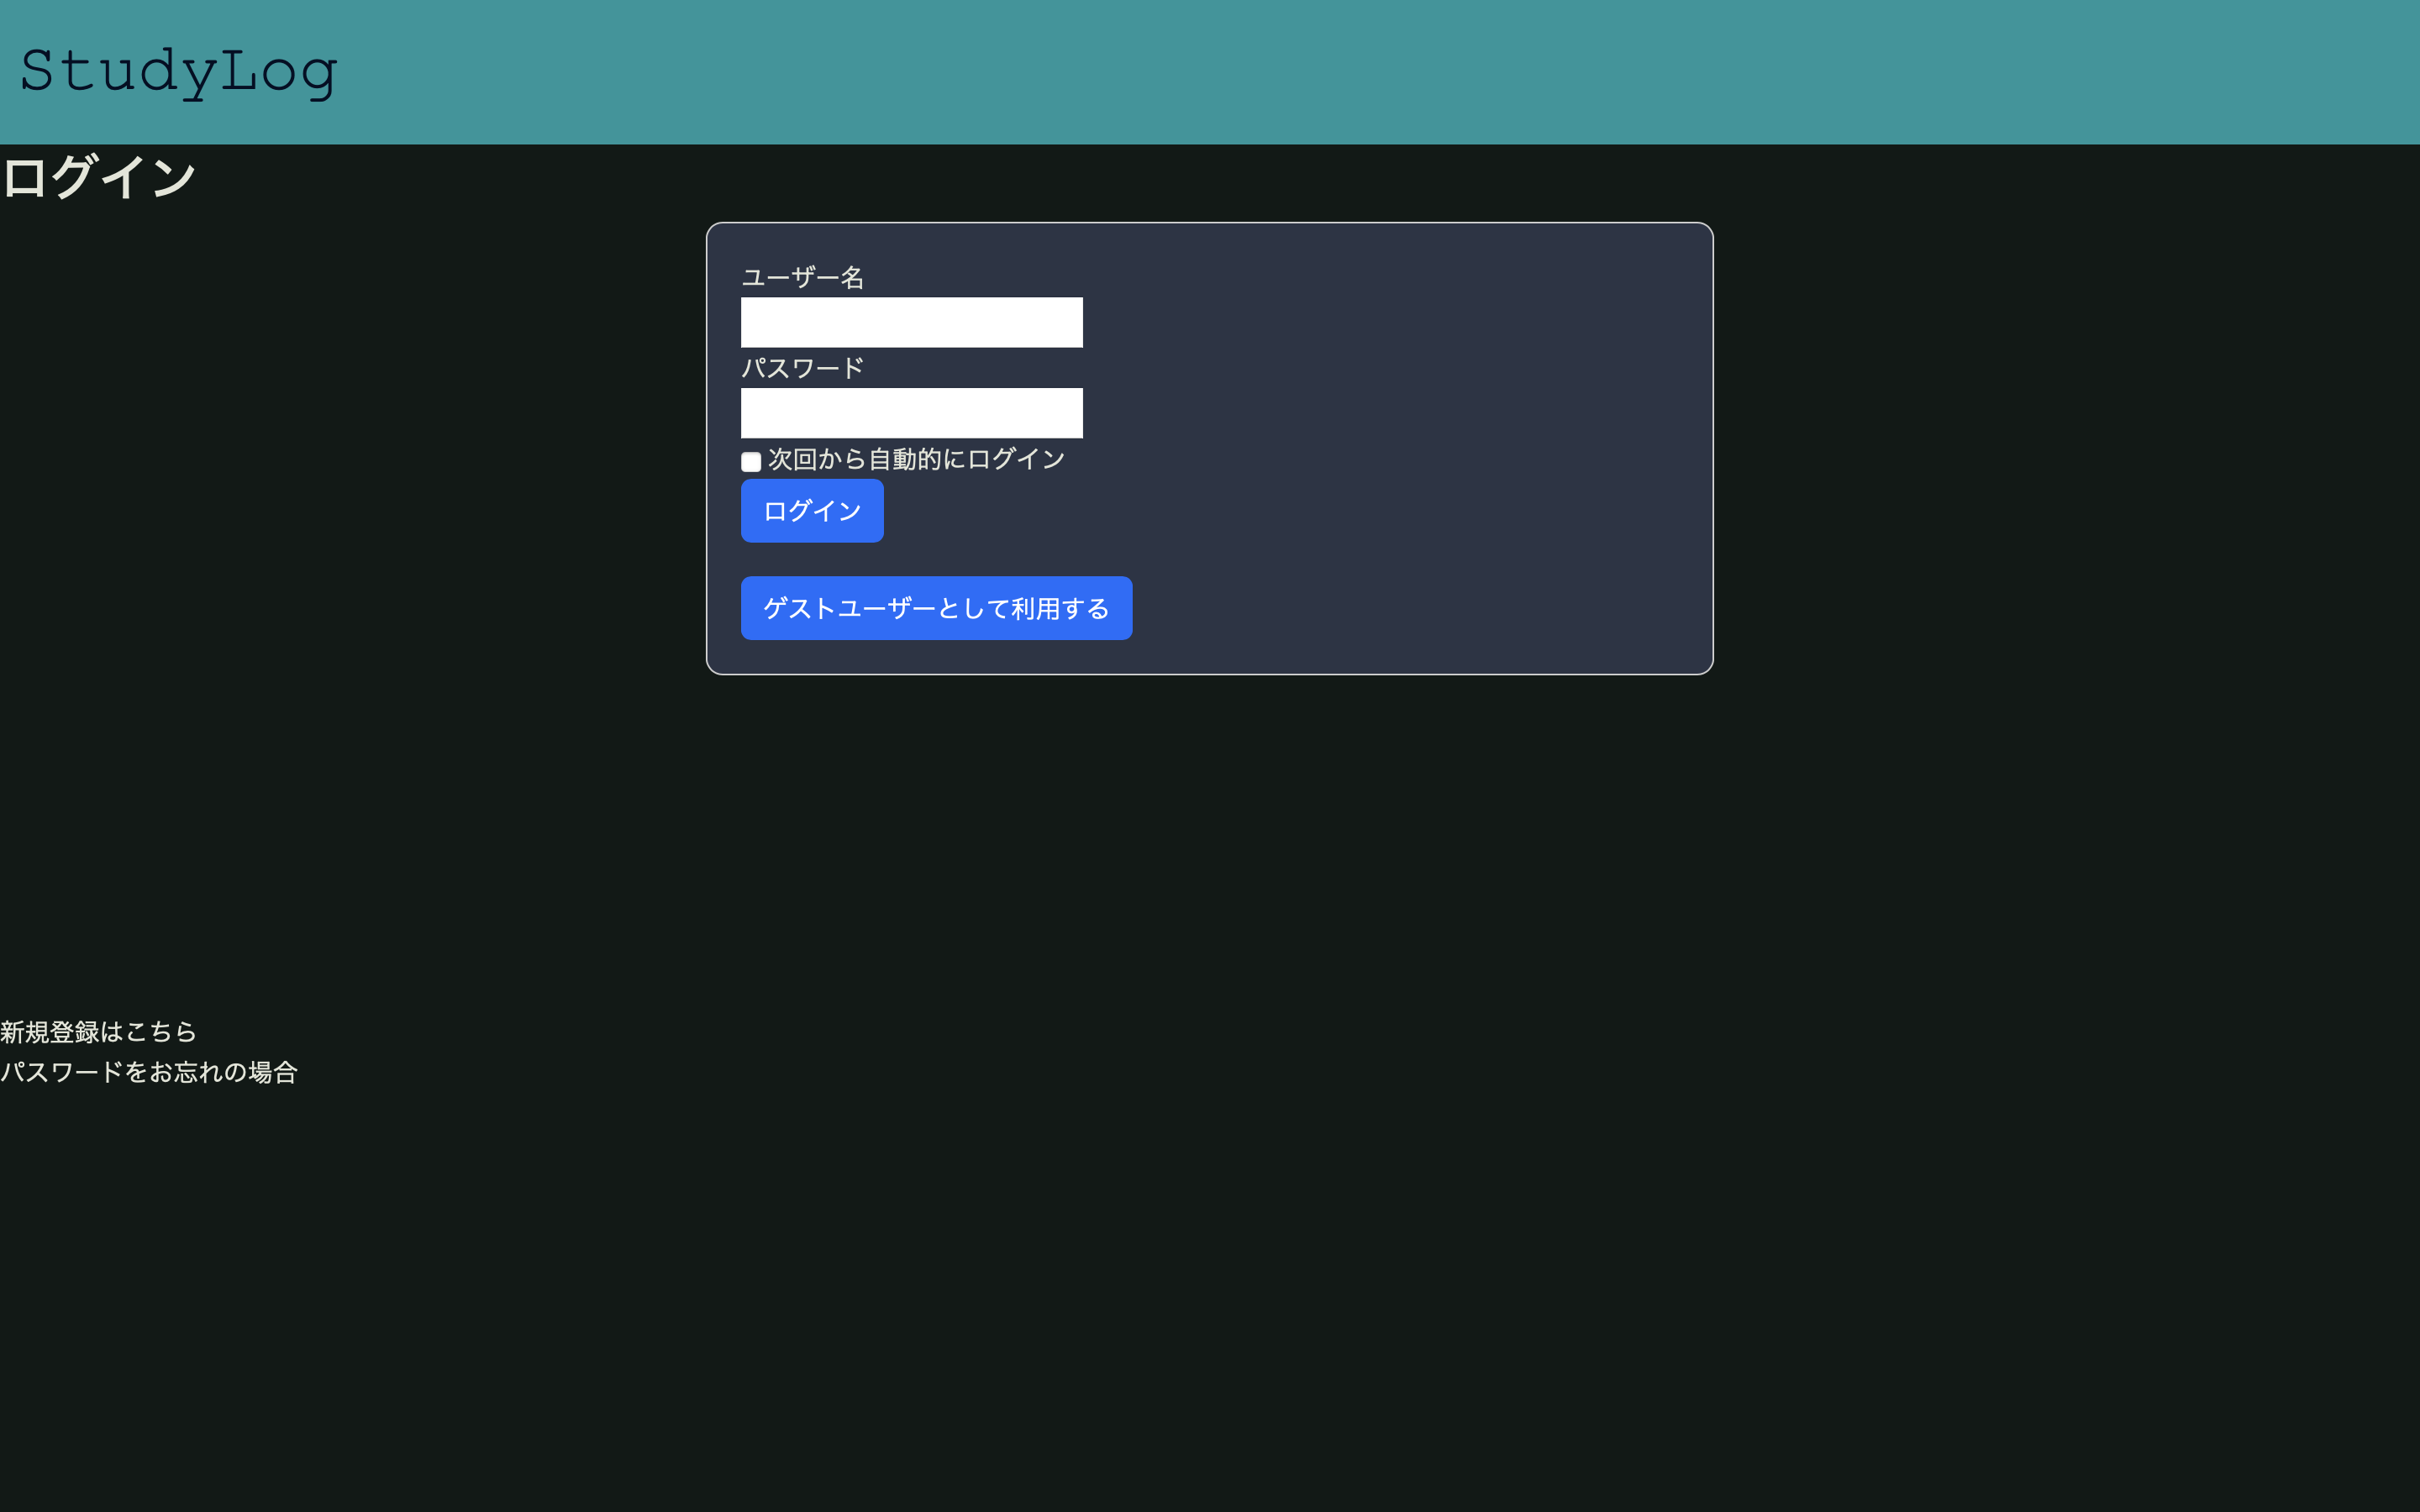 StudyLog
ログイン
ユーザー名
パスワード
次回から自動的にログイン
ログイン
ゲストユーザーとして利用する
新規登録はこちら
パスワードをお忘れの場合